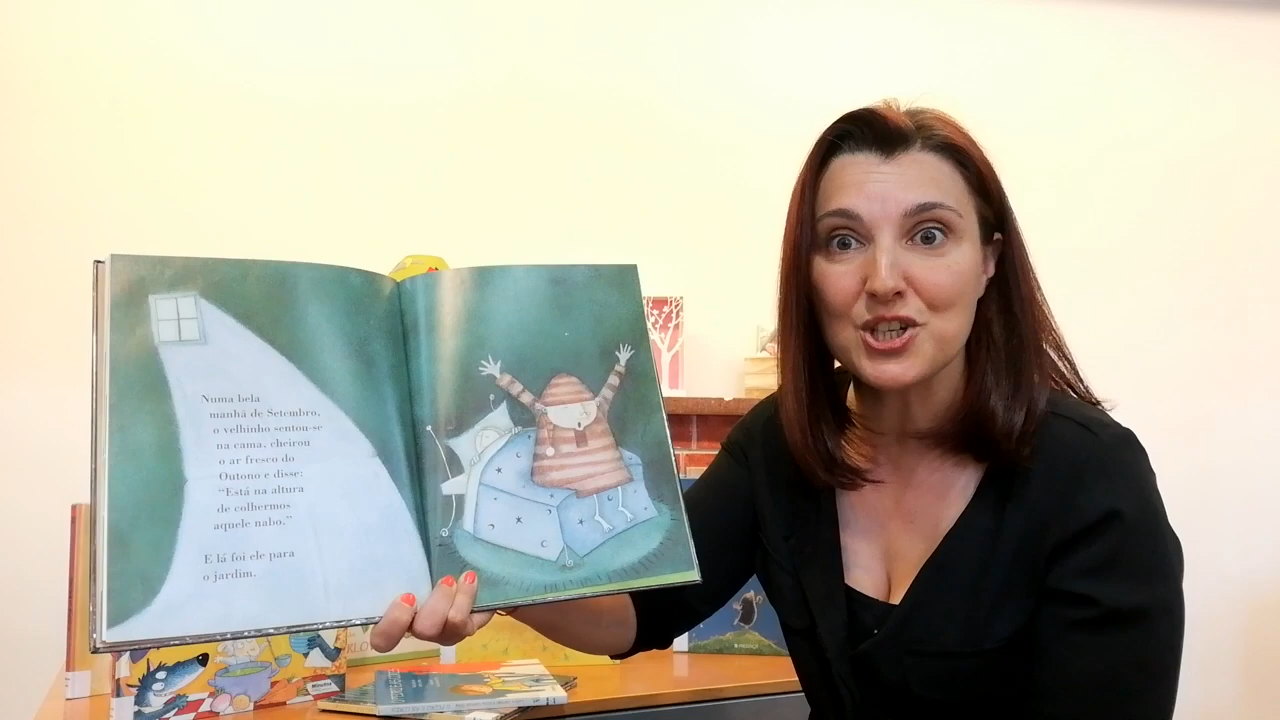 Numa bela
manhã de Setembro,
o velhinho sentou-se
na cama, cheirou
o ar fresco do
Outono e disse:
“Está na altura
de colhermos
aquele nabo.”
E lá foi ele para
o jardim.